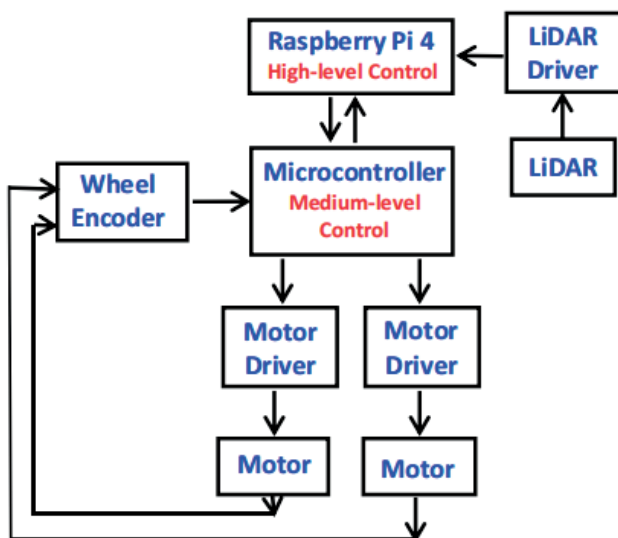 Raspberry Pi 4
High-level Control
LiDAR
Driver
LiDAR
Wheel
Encoder
Microcontroller
Medium-level
Control
Motor
Driver
Motor
Driver
Motor
Motor